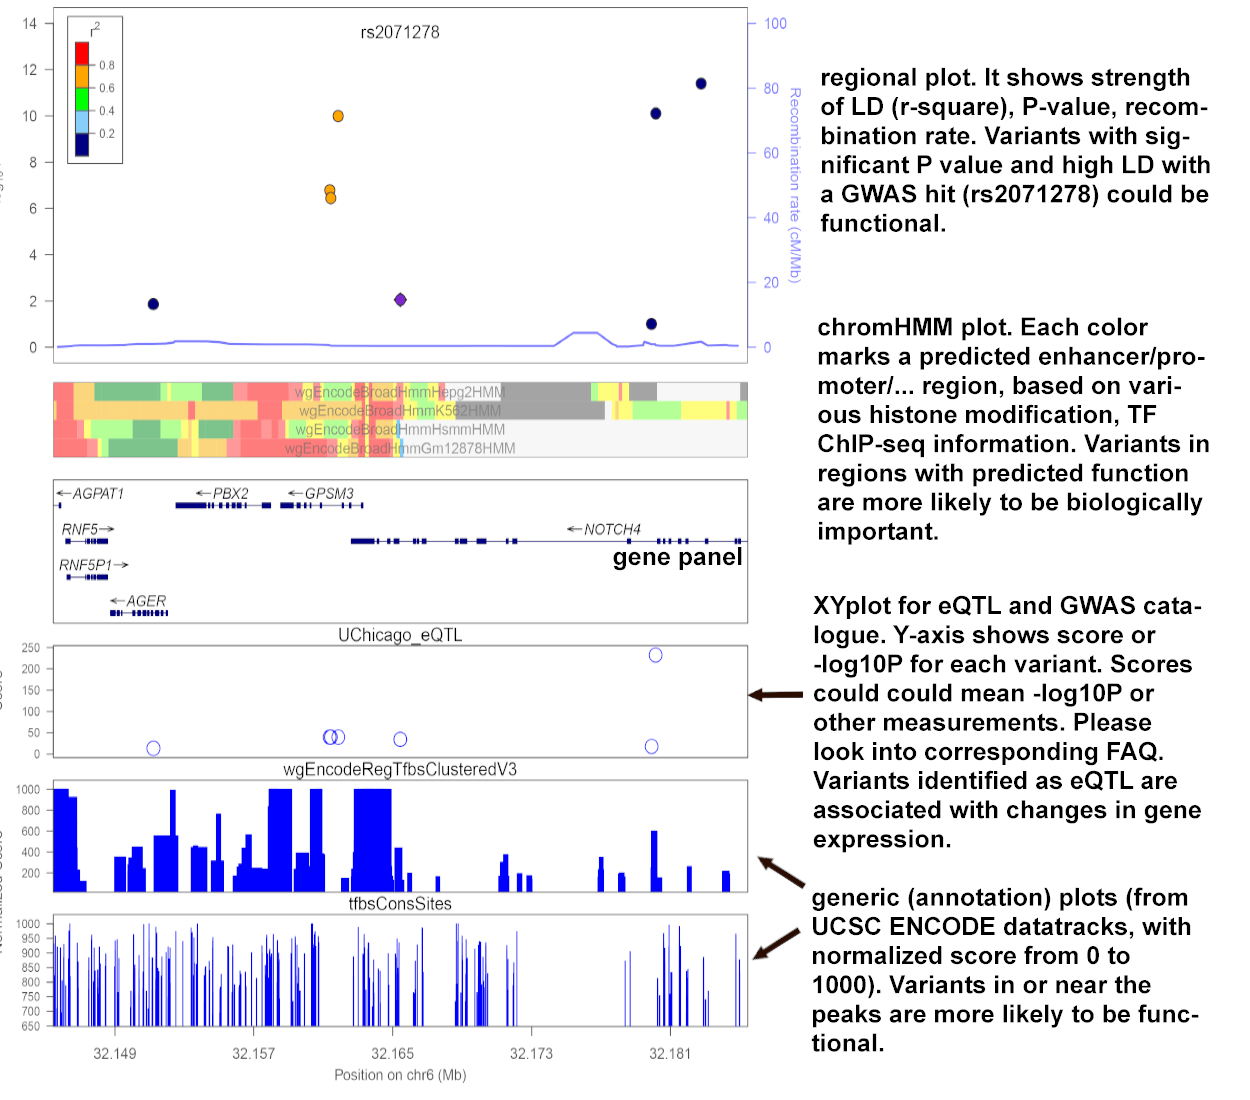 rs2071278
r2
0.8
0.6
0.4
0.2
14
12
10
8
6
4
2
0
100
80
60
40
20
0
Recombination rate (cM/Mb)
regional plot. It shows strength
of LD (r-square), P-value, recom-
bination rate. Variants with sig-
nificant P value and high LD with
a GWAS hit (rs2071278) could be
functional.
wgEncodeBroadHmmHepg2HMM
wgEncodeBroadHmmK562HMM
wgEncodeBroadHmmHsmmHMM
wgEncodeBroadHmmGm12878HMM
chromHMM plot. Each color
marks a predicted enhancer/pro-
moter/... region, based on vari-
ous histone modification, TF
ChIP-seq information. Variants in
regions with predicted function
are more likely to be biologically
important.
←AGPAT1
←PBX2
←GPSM3
RNF5→
←NOTCH4
gene panel
RNF5P1→
←AGER
UChicago_eQTL
250
200
150
100
50
0
XYplot for eQTL and GWAS cata-
logue. Y-axis shows score or
-log10P for each variant. Scores
could could mean -log10P or
other measurements. Please
look into corresponding FAQ.
Variants identified as eQTL are
associated with changes in gene
expression.
wgEncodeRegTfbsClusteredV3
1000
800
600
400
200
tfbsConsSites
1000
950
900
850
800
750
700
650
generic (annotation) plots (from
UCSC ENCODE datatracks, with
normalized score from 0 to
1000). Variants in or near the
peaks are more likely to be func-
tional.
32.149
32.157
32.165
32.173
32.181
Position on chr6 (Mb)